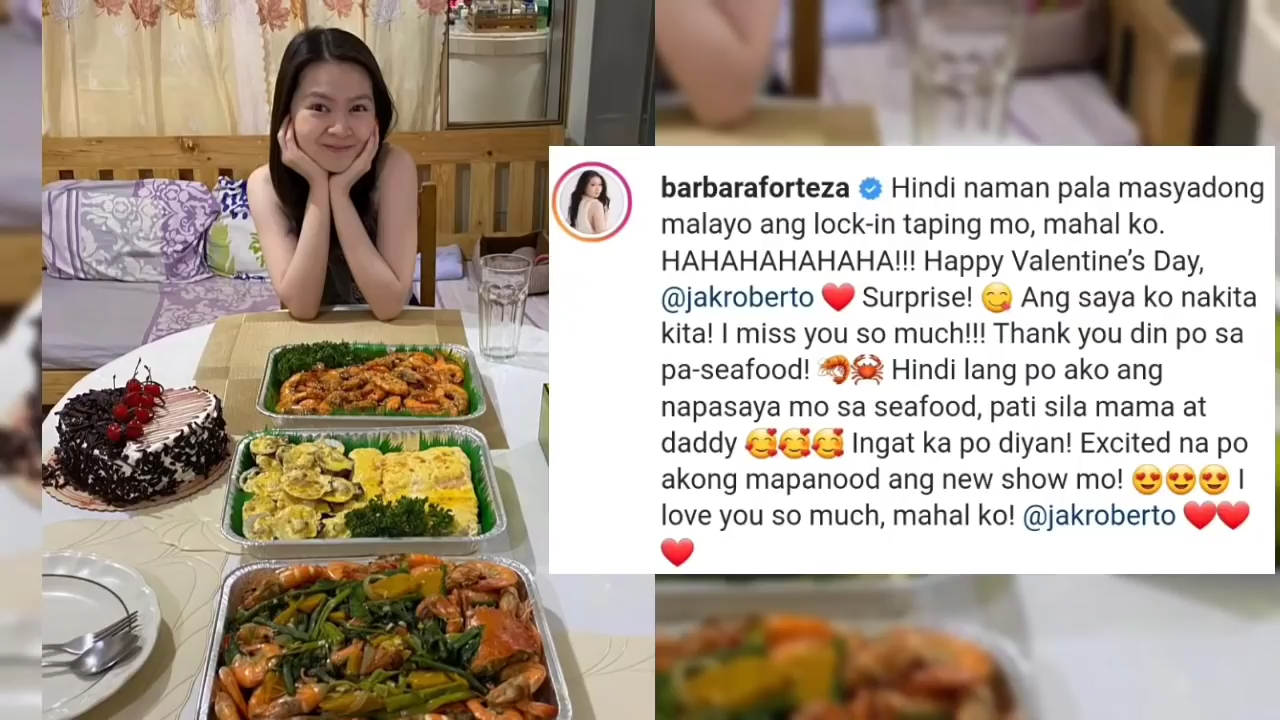 barbaraforteza Hindi naman pala masyadong
malayo ang lock-in taping mo, mahal ko.
HAHAHAHAHAHA!!! Happy Valentine’s Day,
@jakroberto ❤️ Surprise! 😋 Ang saya ko nakita
kita! I miss you so much!!! Thank you din po sa
pa-seafood! 🦐🦀 Hindi lang po ako ang
napasaya mo sa seafood, pati sila mama at
daddy 🥰🥰🥰 Ingat ka po diyan! Excited na po
akong mapanood ang new show mo! 😍😍😍 I
love you so much, mahal ko! @jakroberto ❤️❤️
❤️